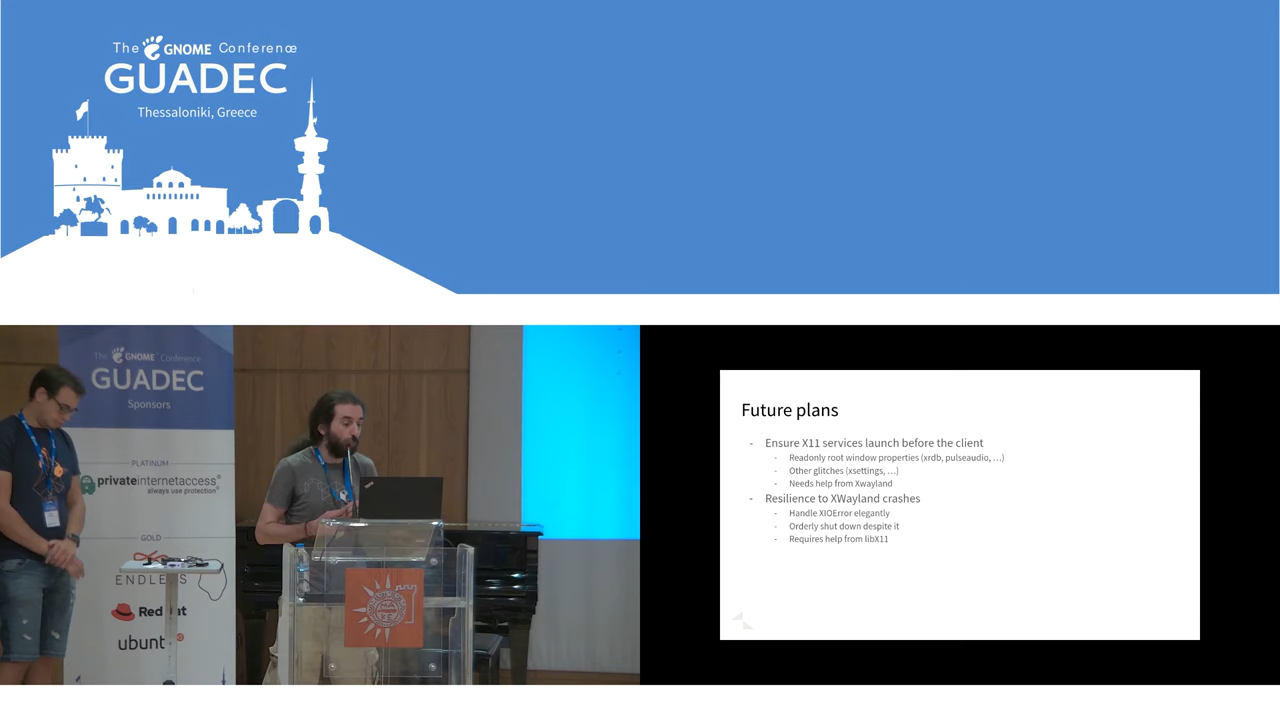 The GNOME Conference
GUADEC
Thessaloniki, Greece
The GNOME Conference
GUADEC
Sponsors
PLATINUM
privateinternetaccess®
always use protection®
GOLD
ENDLESS
Red
ubunt
Future plans
- Ensure X11 services launch before the client
- Readonly root window properties (xrdb, pulseaudio, …)
- Other glitches (xsettings, …)
- Needs help from Xwayland
- Resilience to XWayland crashes
- Handle XIOError elegantly
- Orderly shut down despite it
- Requires help from libX11